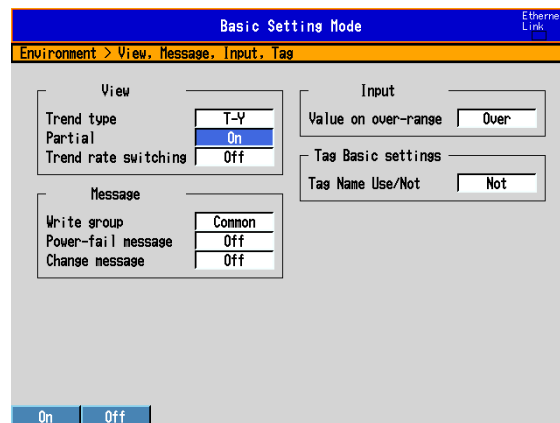 Basic Setting Mode
Etherne
Link
Environment > View, Message, Input, Tag
View
Trend type T-Y
Partial On
Trend rate switching Off
Message
Write group Common
Power-fail message Off
Change message Off
Input
Value on over-range Over
Tag Basic settings
Tag Name Use/Not Not
On Off